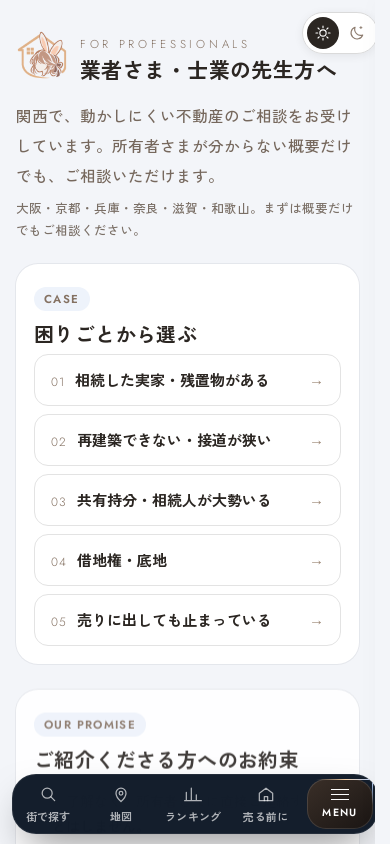 FOR PROFESSIONALS
業者さま・士業の先生方へ
関西で、動かしにくい不動産のご相談をお受け
しています。所有者さまが分からない概要だけ
でも、ご相談いただけます。
大阪・京都・兵庫・奈良・滋賀・和歌山。まずは概要だけ
でもご相談ください。
CASE
困りごとから選ぶ
01 相続した実家・残置物がある →
02 再建築できない・接道が狭い →
03 共有持分・相続人が大勢いる →
04 借地権・底地 →
05 売りに出しても止まっている →
OUR PROMISE
ご紹介くださる方へのお約束
街で探す 地図 ランキング 売る前に MENU